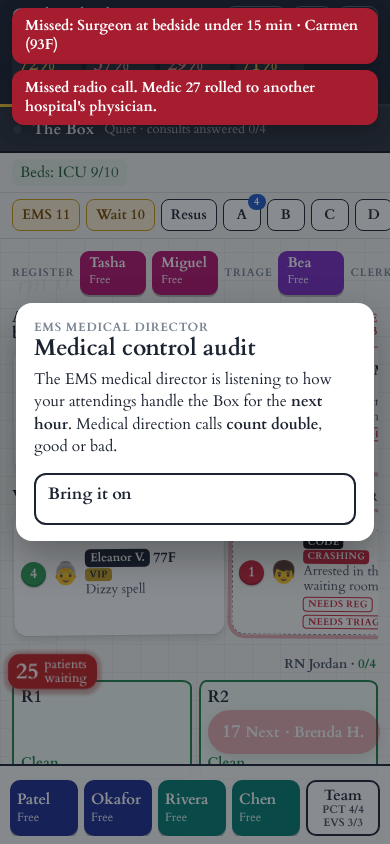 Missed: Surgeon at bedside under 15 min · Carmen
(93F)
Missed radio call. Medic 27 rolled to another
hospital's physician.
The Box Quiet · consults answered 0/4
Beds: ICU 9/10
EMS 11 Wait 10 Resus A 4 B C D
REGISTER Tasha Free Miguel Free TRIAGE Bea Free CLERK
EMS MEDICAL DIRECTOR
Medical control audit
The EMS medical director is listening to how
your attendings handle the Box for the next
hour. Medical direction calls count double,
good or bad.
Bring it on
4 Eleanor V. 77F
VIP
Dizzy spell
CODE
CRASHING
1 Arrested in th
waiting room
NEEDS REG
NEEDS TRIAG
25 patients
waiting
RN Jordan · 0/4
R1 R2
17 Next · Brenda H.
Clean Clean
Patel Okafor Rivera Chen Team
Free Free Free Free PCT 4/4
EVS 3/3